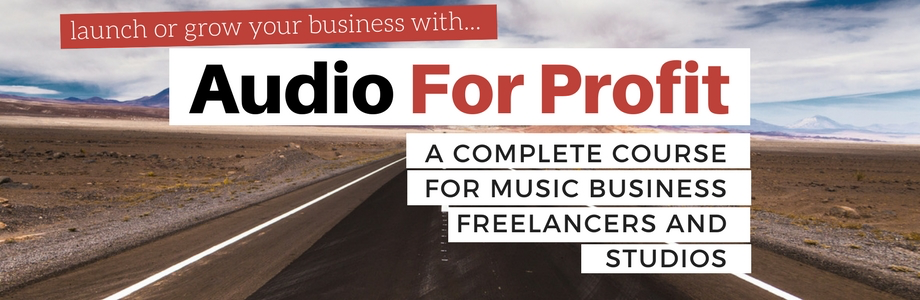 launch or grow your business with...
Audio For Profit
A COMPLETE COURSE
FOR MUSIC BUSINESS
FREELANCERS AND
STUDIOS